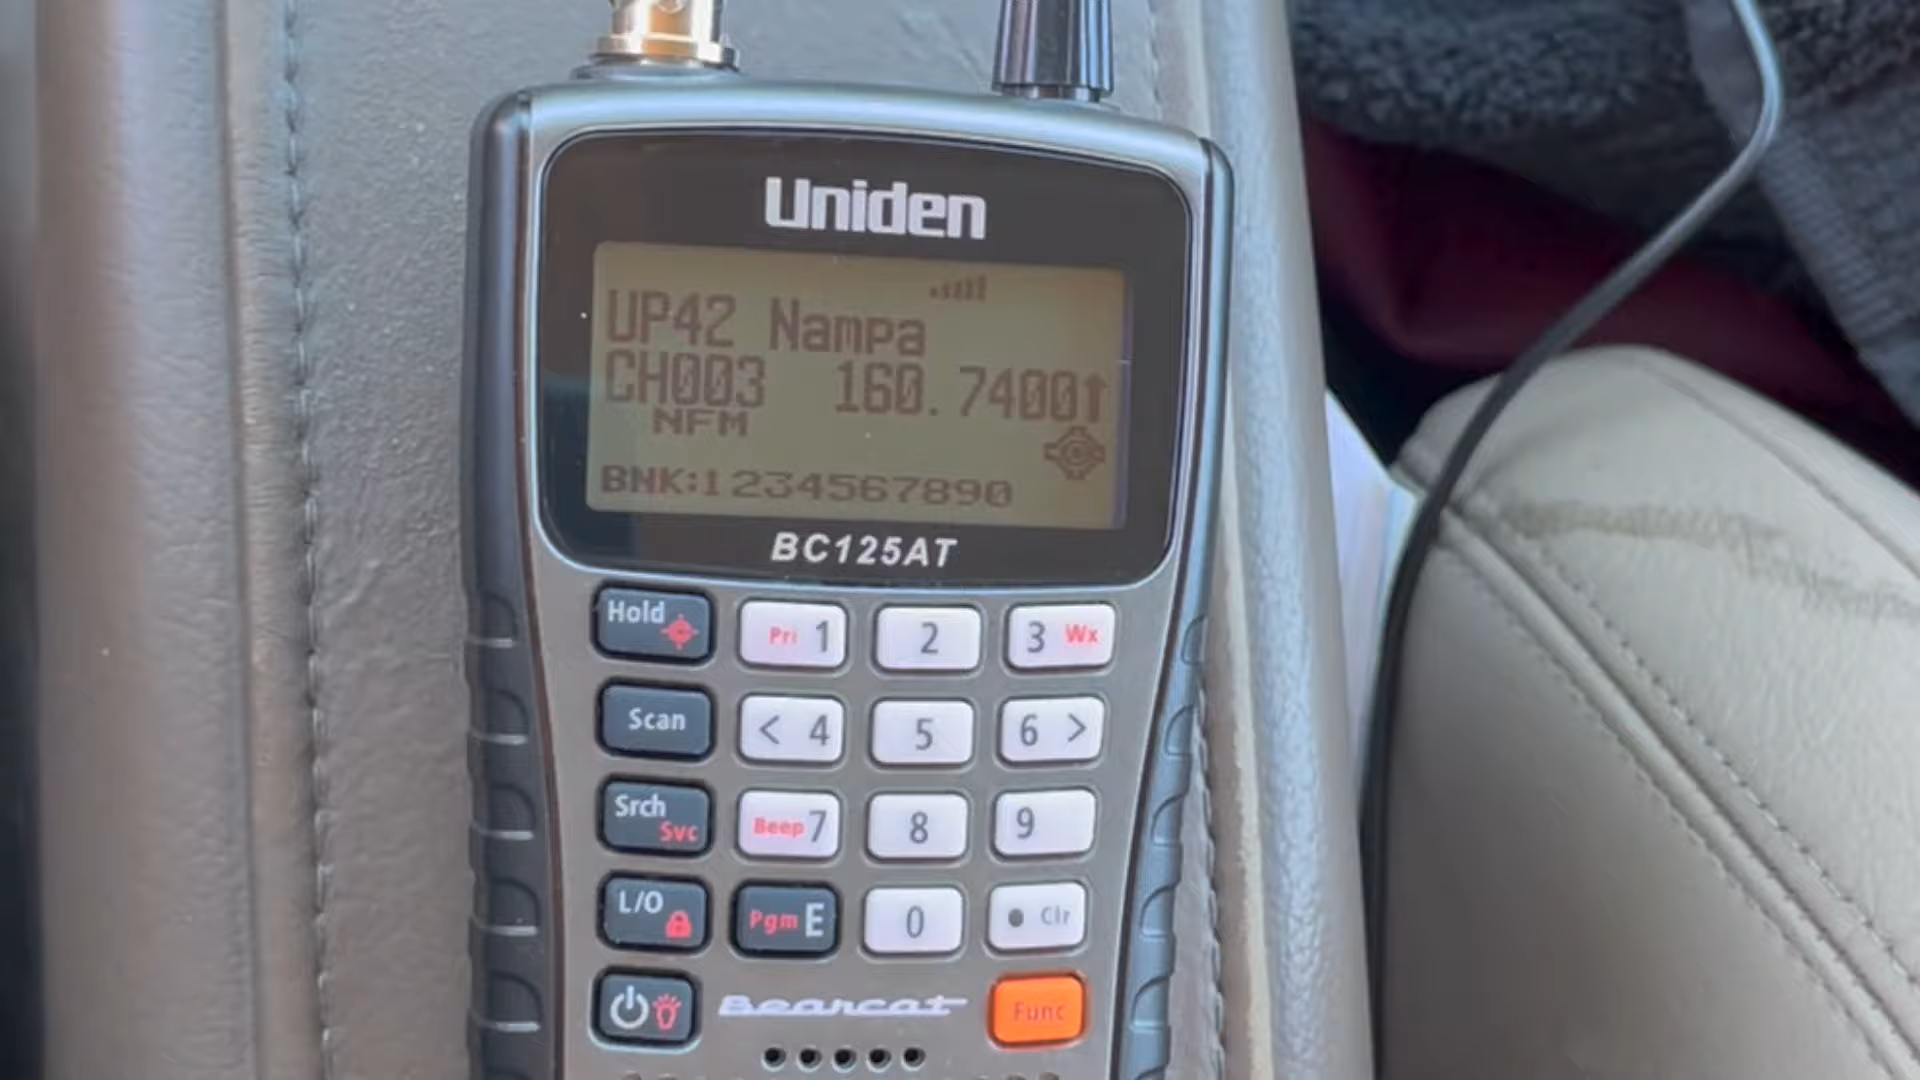 Uniden
UP42 Nampa
CH003 160.7400↑
NFM
BNK:1234567890
BC125AT
Hold Pri 1 2 3 Wx
Scan < 4 5 6 >
Srch Svc Beep 7 8 9
L/O Pgm E 0 • Clr
Bearcat Func